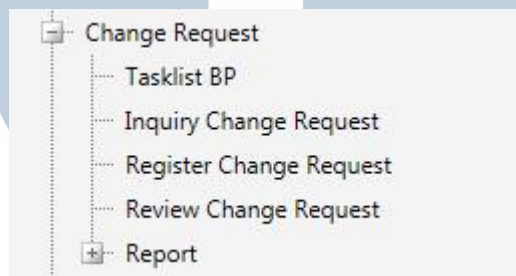 Change Request
Tasklist BP
Inquiry Change Request
Register Change Request
Review Change Request
Report